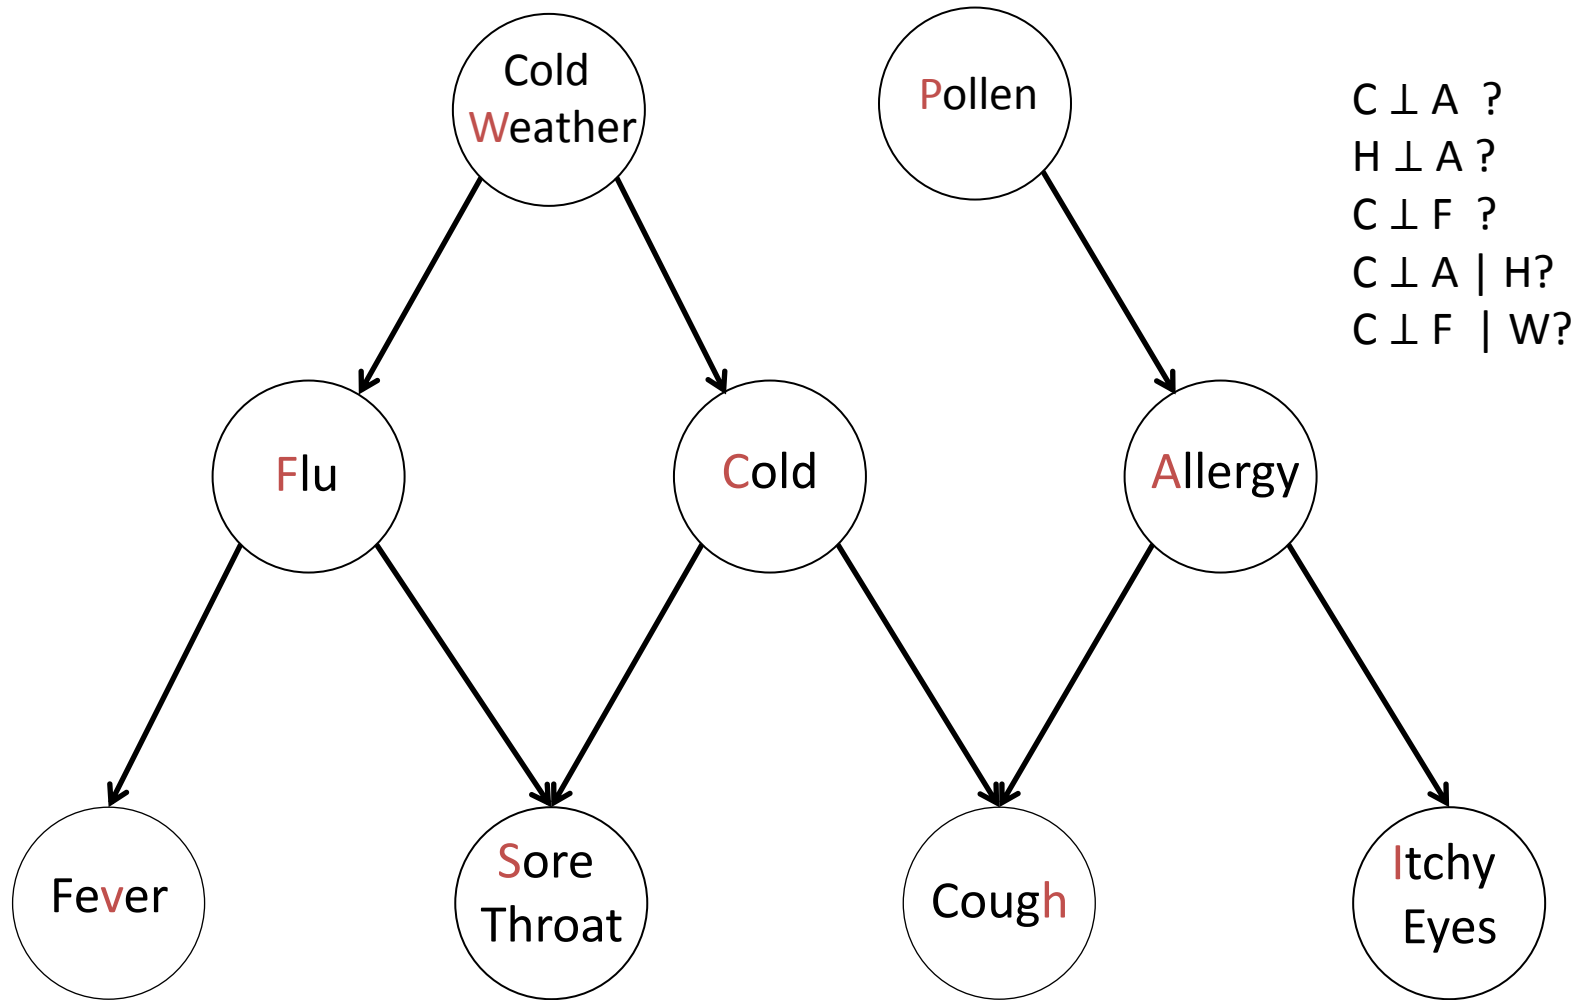 Cold
Weather
Pollen
C ⊥ A ?
H ⊥ A ?
C ⊥ F ?
C ⊥ A | H?
C ⊥ F | W?
Flu
Cold
Allergy
Fever
Sore
Throat
Cough
Itchy
Eyes